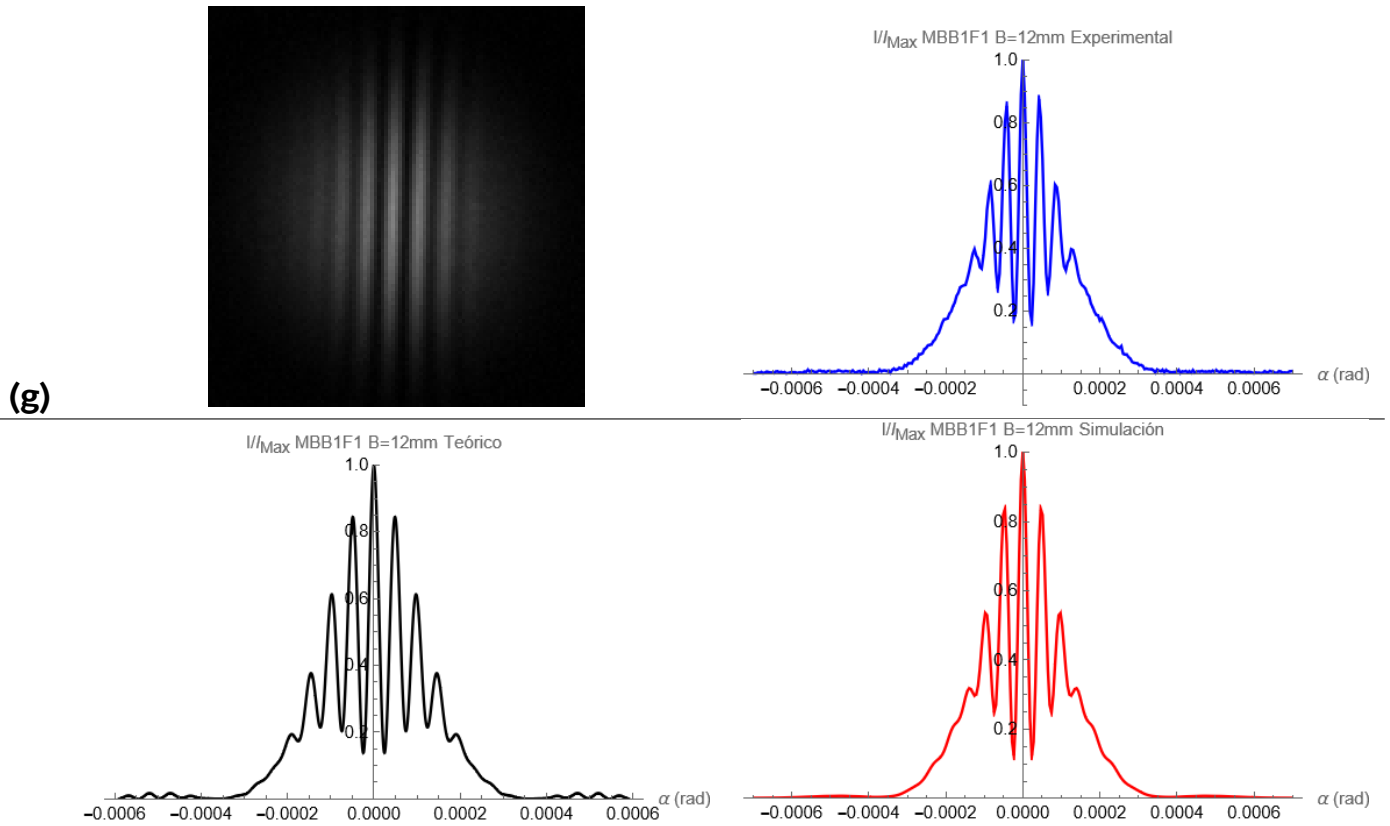 I/I_Max MBB1F1 B=12mm Experimental
1.0
0.8
0.6
0.4
0.2
−0.0006 −0.0004 −0.0002 0.0002 0.0004 0.0006
α (rad)
(g)
I/I_Max MBB1F1 B=12mm Teórico
1.0
0.8
0.6
0.4
0.2
−0.0006 −0.0004 −0.0002 0.0000 0.0002 0.0004 0.0006
α (rad)
I/I_Max MBB1F1 B=12mm Simulación
1.0
0.8
0.6
0.4
0.2
−0.0006 −0.0004 −0.0002 0.0000 0.0002 0.0004 0.0006
α (rad)